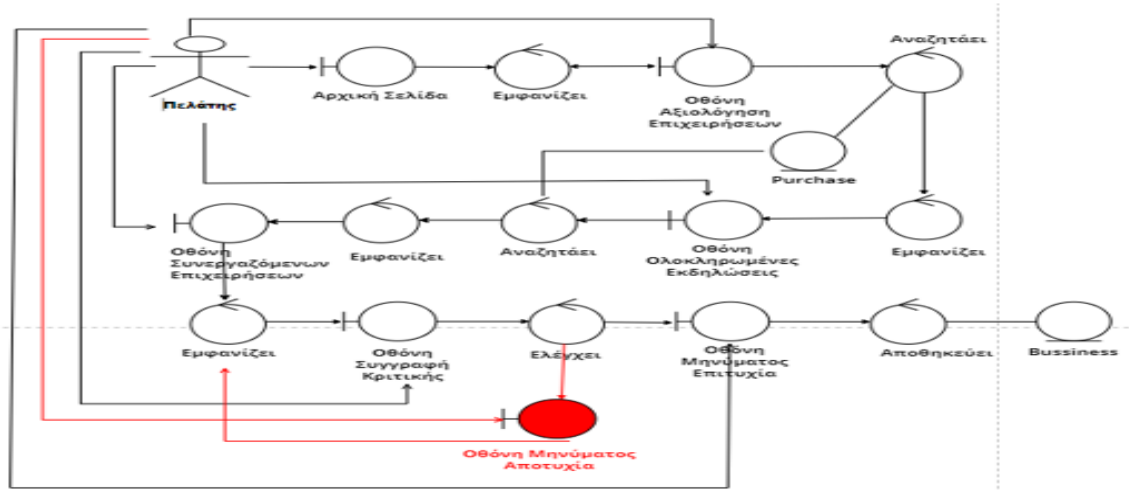 Πελάτης
Αρχική Σελίδα
Εμφανίζει
Οθόνη
Αξιολόγηση
Επιχειρήσεων
Αναζητάει
Purchase
Οθόνη
Συνεργαζόμενων
Επιχειρήσεων
Εμφανίζει
Αναζητάει
Οθόνη
Ολοκληρωμένες
Εκδηλώσεις
Εμφανίζει
Εμφανίζει
Οθόνη
Συγγραφή
Κριτικής
Ελέγχει
Οθόνη
Μηνύματος
Επιτυχία
Αποθηκεύει
Bussiness
Οθόνη Μηνύματος
Αποτυχία